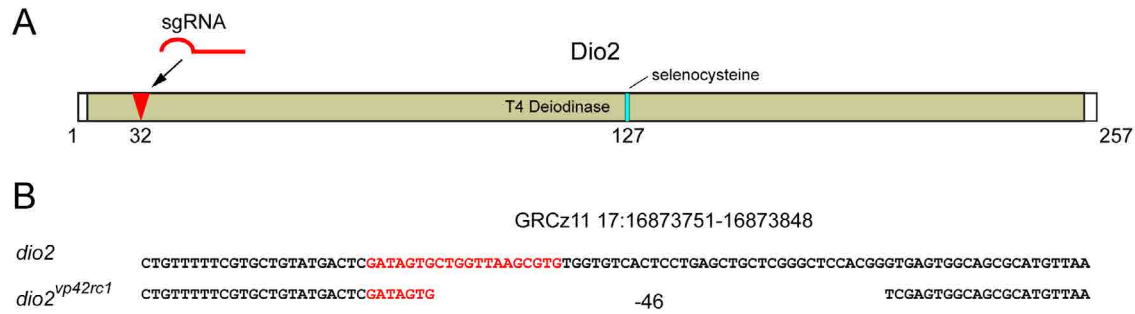 A
sgRNA
Dio2
selenocysteine
T4 Deiodinase
1 32 127 257
B
GRCz11 17:16873751-16873848
dio2 CTGTTTTTCGTGCTGTATGACTCGATAGTGCTGGTTAAGCGTGTGGTGTCACTCCTGAGCTGCTCGGGCTCCACGGGTGAGTGGCAGCGCATGTTAA
dio2vp42rc1 CTGTTTTTCGTGCTGTATGACTCGATAGTG -46 TCGAGTGGCAGCGCATGTTAA